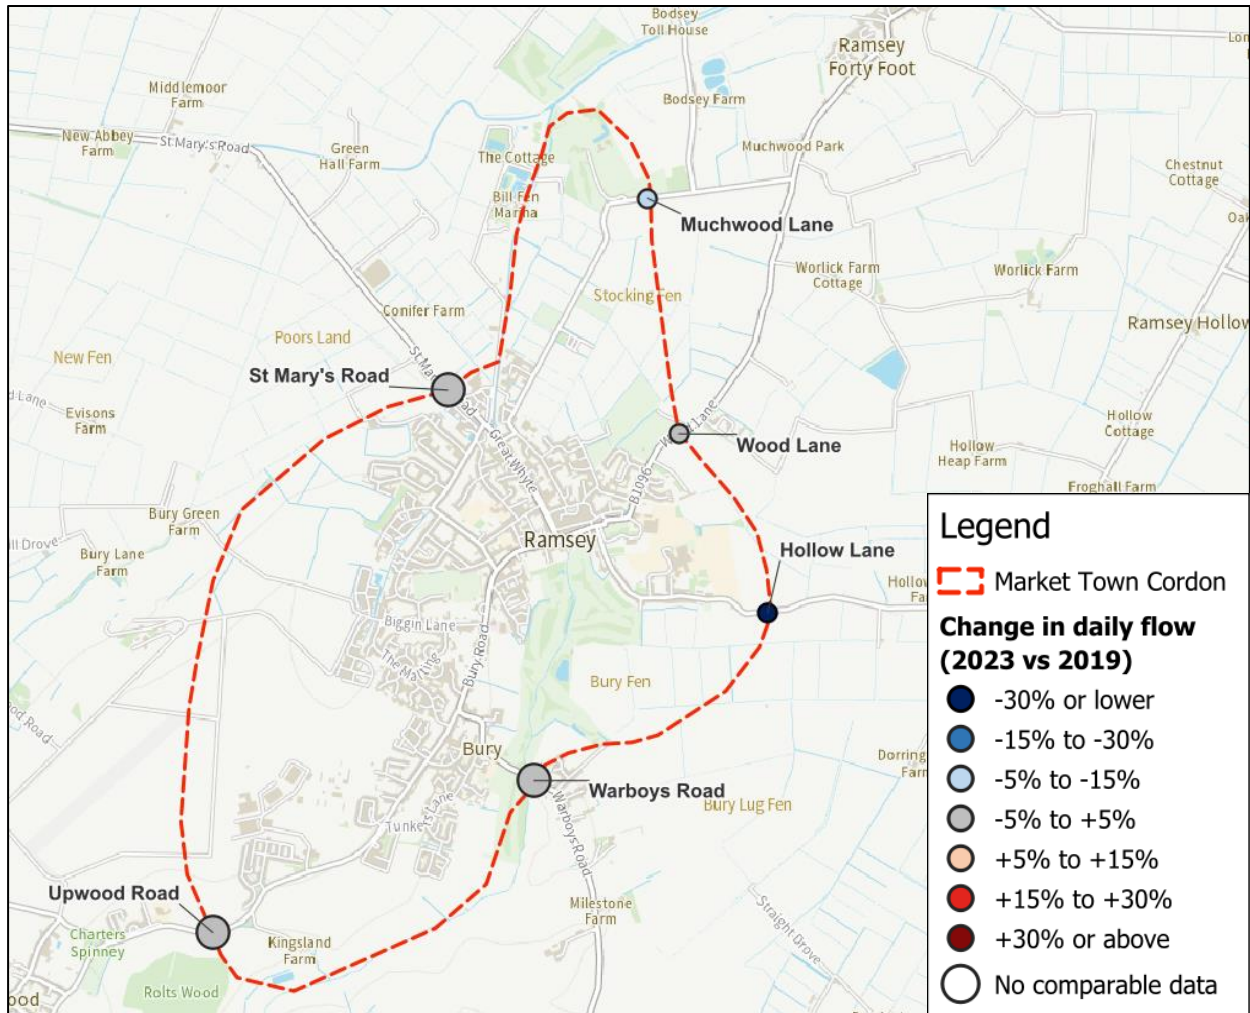 Bodsey
Toll House
Ramsey
Forty Foot
Middlemoor
Farm
Bodsey Farm
New Abbey
Farm
St Mary's Road
Green
Hall Farm
The Cottage
Muchwood Park
Chestnut
Cottage
Bill Fen
Marina
Muchwood Lane
Worlick Farm
Cottage
Worlick Farm
Stocking Fen
Conifer Farm
Poors Land
Ramsey Hollow
New Fen
St Mary's Road
Evisons
Farm
Great Whyte
Wood Lane
Wood Lane
Hollow
Cottage
Hollow
Heap Farm
Froghall Farm
B1096
Bury Green
Farm
Ramsey
Hollow Lane
Bury Lane
Farm
Biggin Lane
Bury Road
Bury Fen
Bury
Warboys Road
Bury Lug Fen
Warboys Road
Tunkers Lane
Upwood Road
Charters
Spinney
Kingsland
Farm
Milestone
Farm
Straight Drove
Rolts Wood
Legend
Market Town Cordon
Change in daily flow
(2023 vs 2019)
-30% or lower
-15% to -30%
-5% to -15%
-5% to +5%
+5% to +15%
+15% to +30%
+30% or above
No comparable data